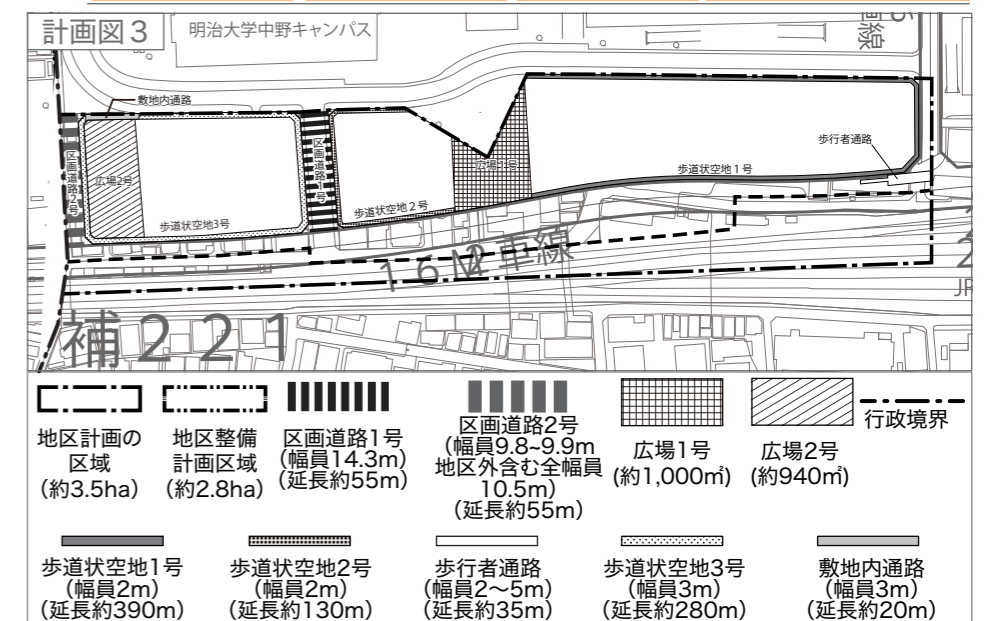 計画図3
明治大学中野キャンパス
敷地内通路
歩行者通路
区画道路2号
広場2号
区画道路1号
広場1号
歩道状空地1号
歩道状空地2号
歩道状空地3号
補221
JR
地区計画の
区域
(約3.5ha)
地区整備
計画区域
(約2.8ha)
区画道路1号
(幅員14.3m)
(延長約55m)
区画道路2号
(幅員9.8~9.9m
地区外含む全幅員
10.5m)
(延長約55m)
広場1号
(約1,000㎡)
広場2号
(約940㎡)
行政境界
歩道状空地1号
(幅員2m)
(延長約390m)
歩道状空地2号
(幅員2m)
(延長約130m)
歩行者通路
(幅員2〜5m)
(延長約35m)
歩道状空地3号
(幅員3m)
(延長約280m)
敷地内通路
(幅員3m)
(延長約20m)